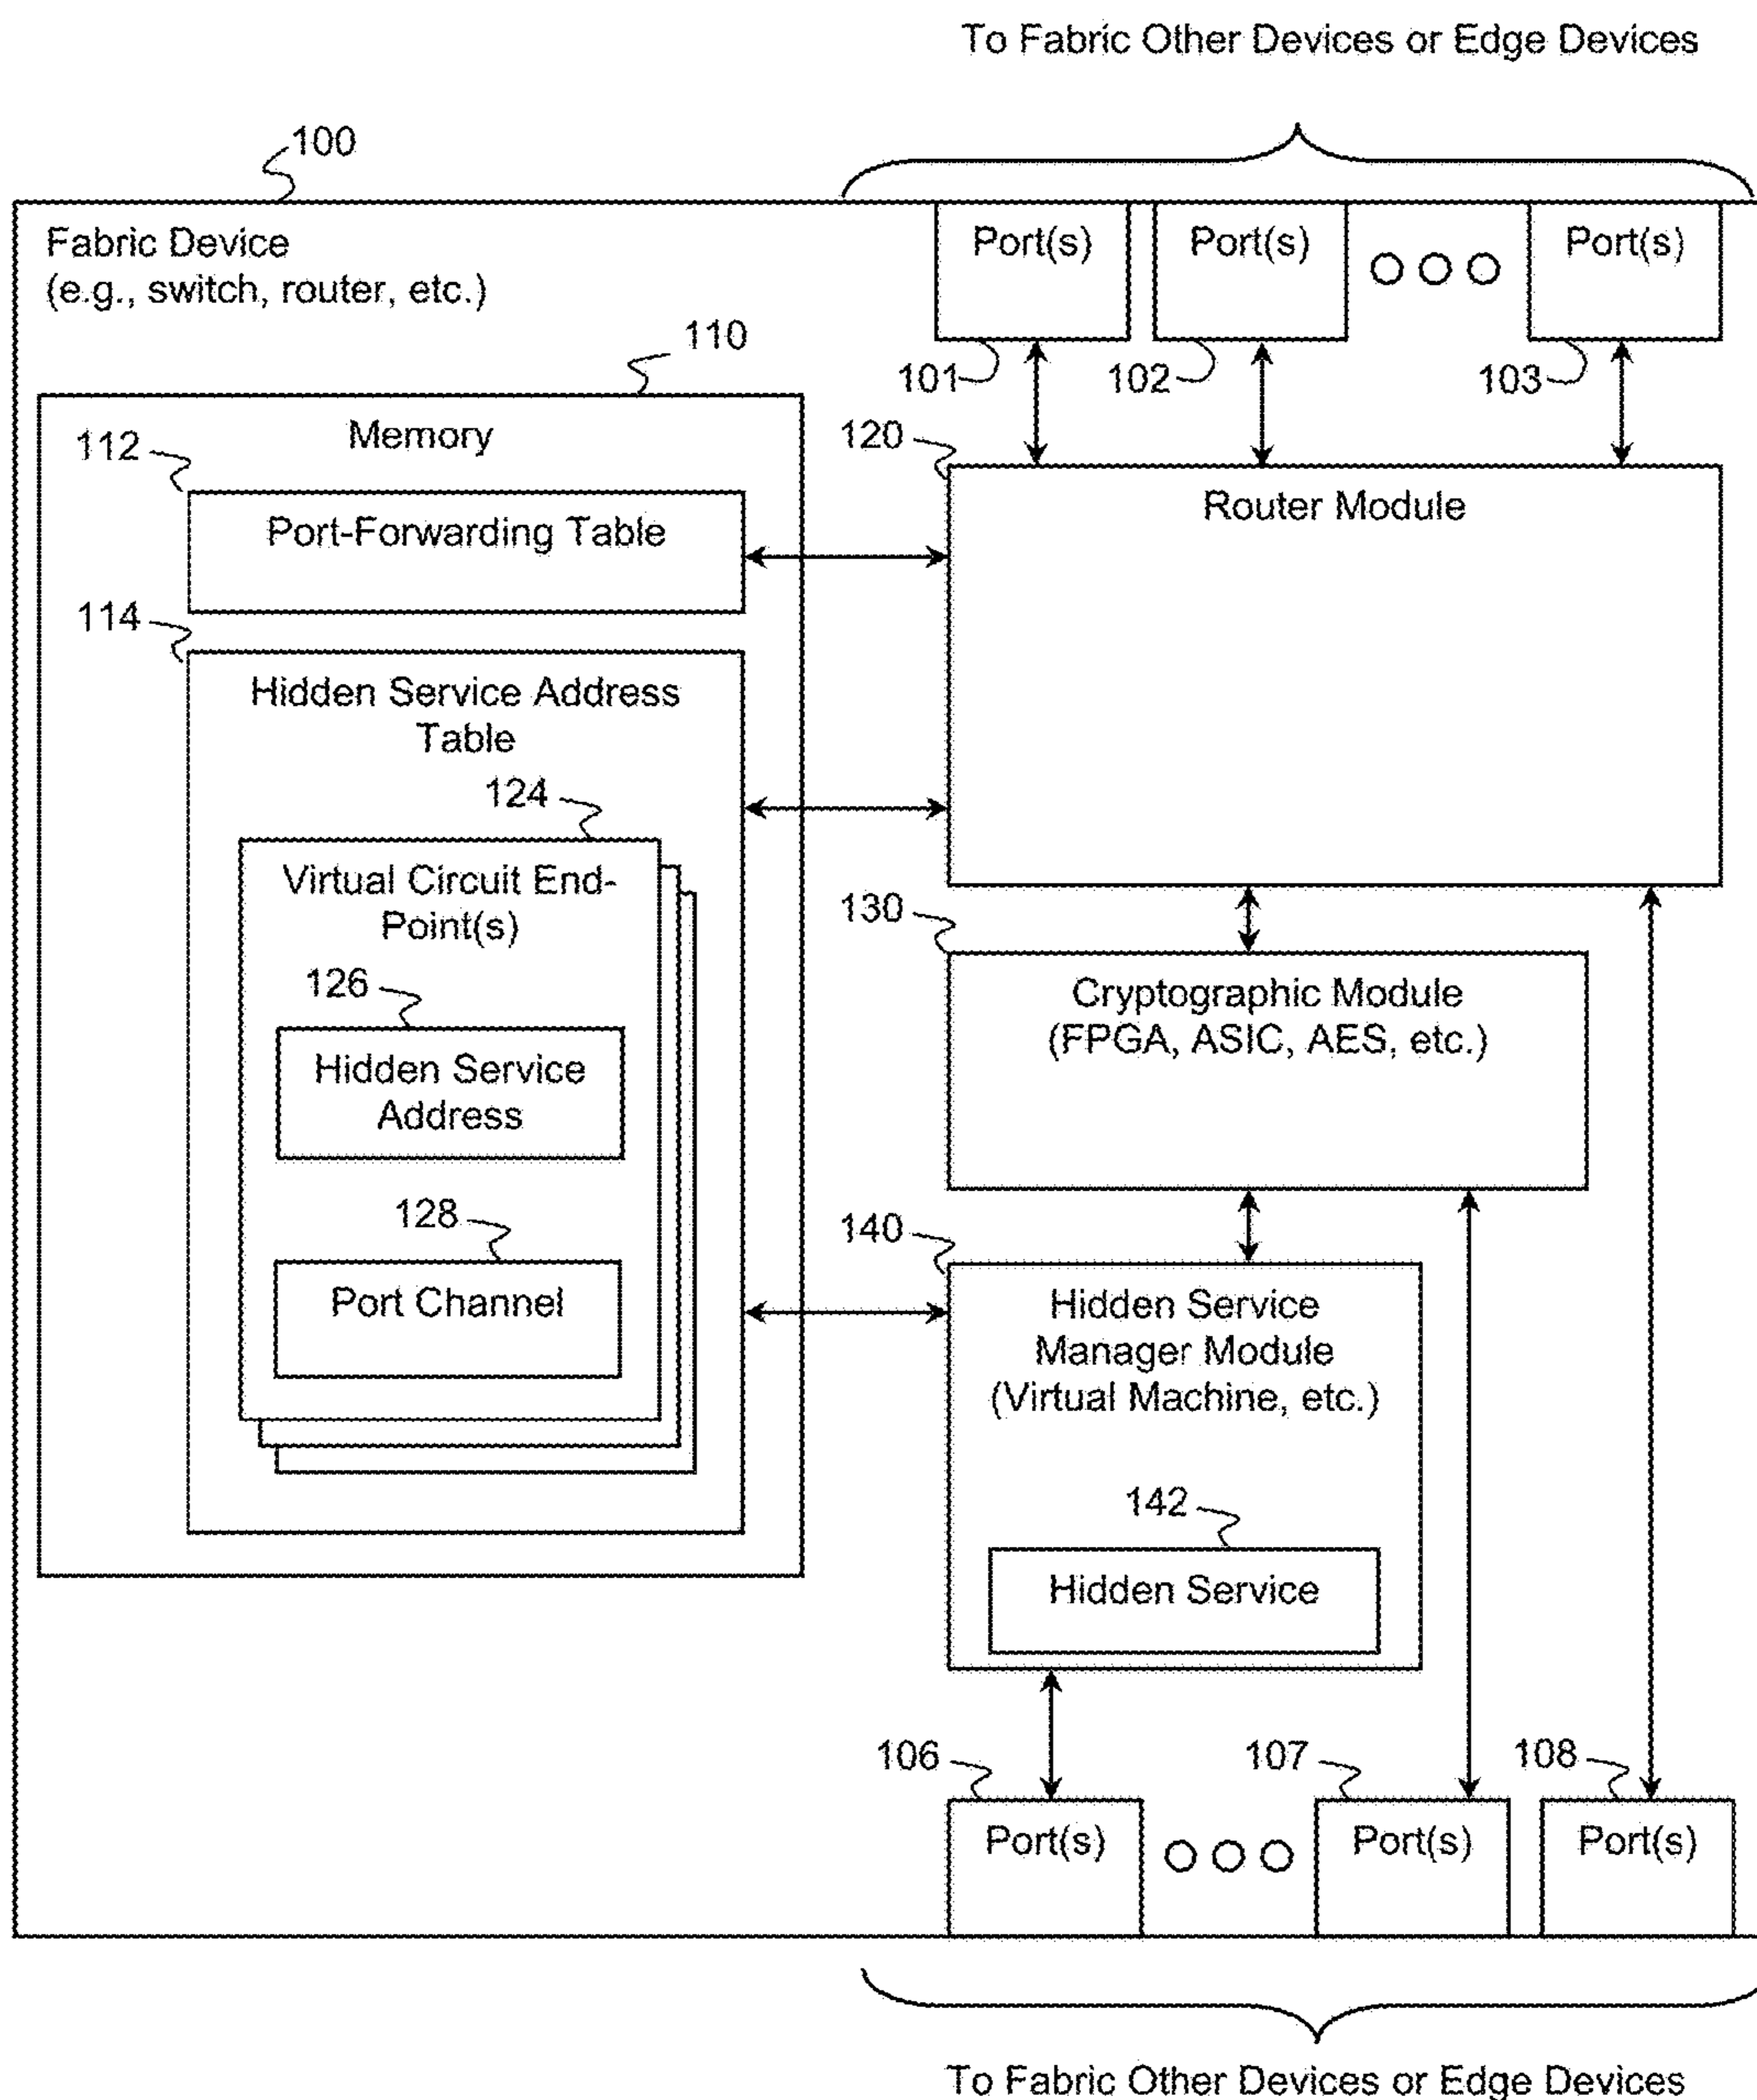 To Fabric Other Devices or Edge Devices
100
Fabric Device
(e.g., switch, router, etc.)
Port(s)
Port(s)
Port(s)
101
102
103
110
Memory
112
Port-Forwarding Table
120
Router Module
114
Hidden Service Address
Table
124
Virtual Circuit End-
Point(s)
126
Hidden Service
Address
128
Port Channel
130
Cryptographic Module
(FPGA, ASIC, AES, etc.)
140
Hidden Service
Manager Module
(Virtual Machine, etc.)
142
Hidden Service
106
107
108
Port(s)
Port(s)
Port(s)
To Fabric Other Devices or Edge Devices